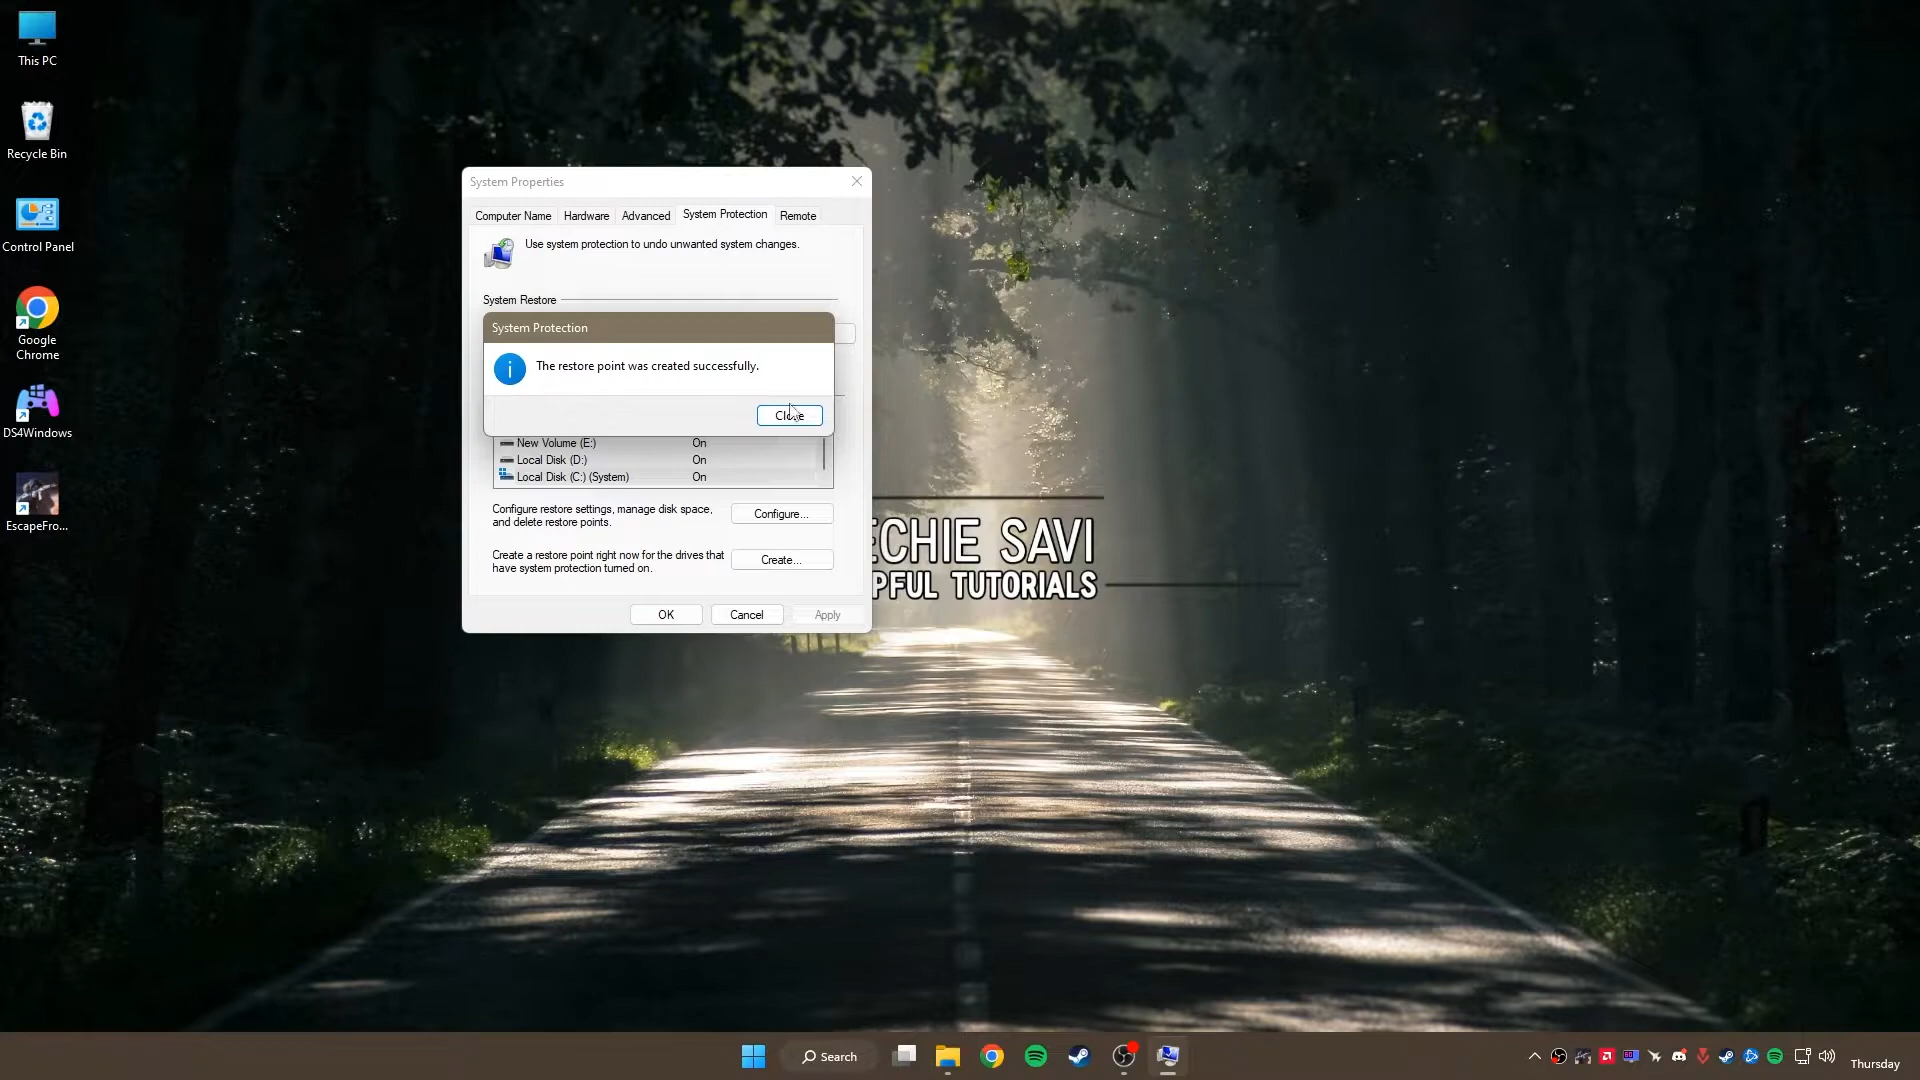 This PC
Recycle Bin
Control Panel
Google
Chrome
DS4Windows
EscapeFro...
System Properties
Computer Name
Hardware
Advanced
System Protection
Remote
Use system protection to undo unwanted system changes.
System Restore
System Protection
The restore point was created successfully.
Close
New Volume (E:) On
Local Disk (D:) On
Local Disk (C:) (System) On
Configure restore settings, manage disk space,
and delete restore points.
Configure...
Create a restore point right now for the drives that
have system protection turned on.
Create...
OK
Cancel
Apply
ECHIE SAVI
PFUL TUTORIALS
Search
Thursday